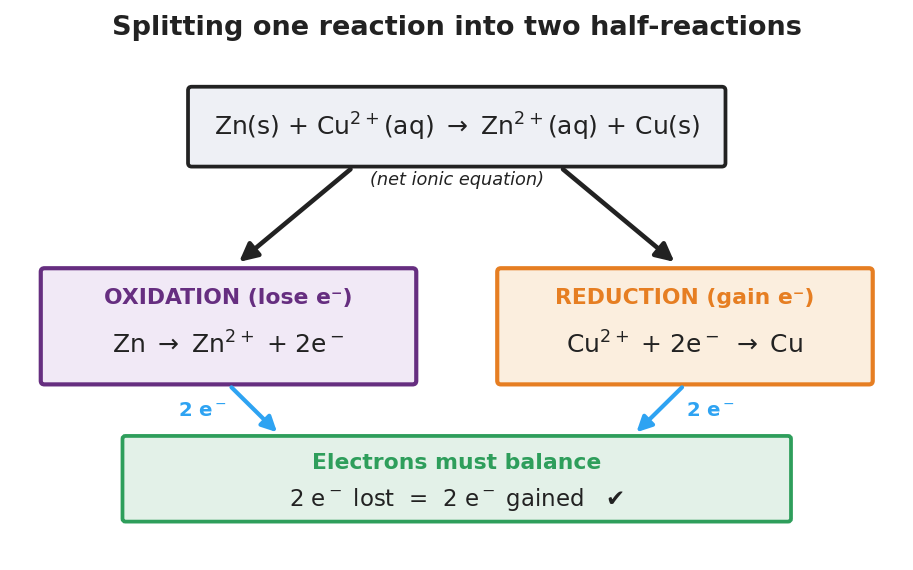 Splitting one reaction into two half-reactions
Zn(s) + Cu²⁺(aq) → Zn²⁺(aq) + Cu(s)
(net ionic equation)
OXIDATION (lose e⁻)
Zn → Zn²⁺ + 2e⁻
REDUCTION (gain e⁻)
Cu²⁺ + 2e⁻ → Cu
2 e⁻
2 e⁻
Electrons must balance
2 e⁻ lost = 2 e⁻ gained ✔